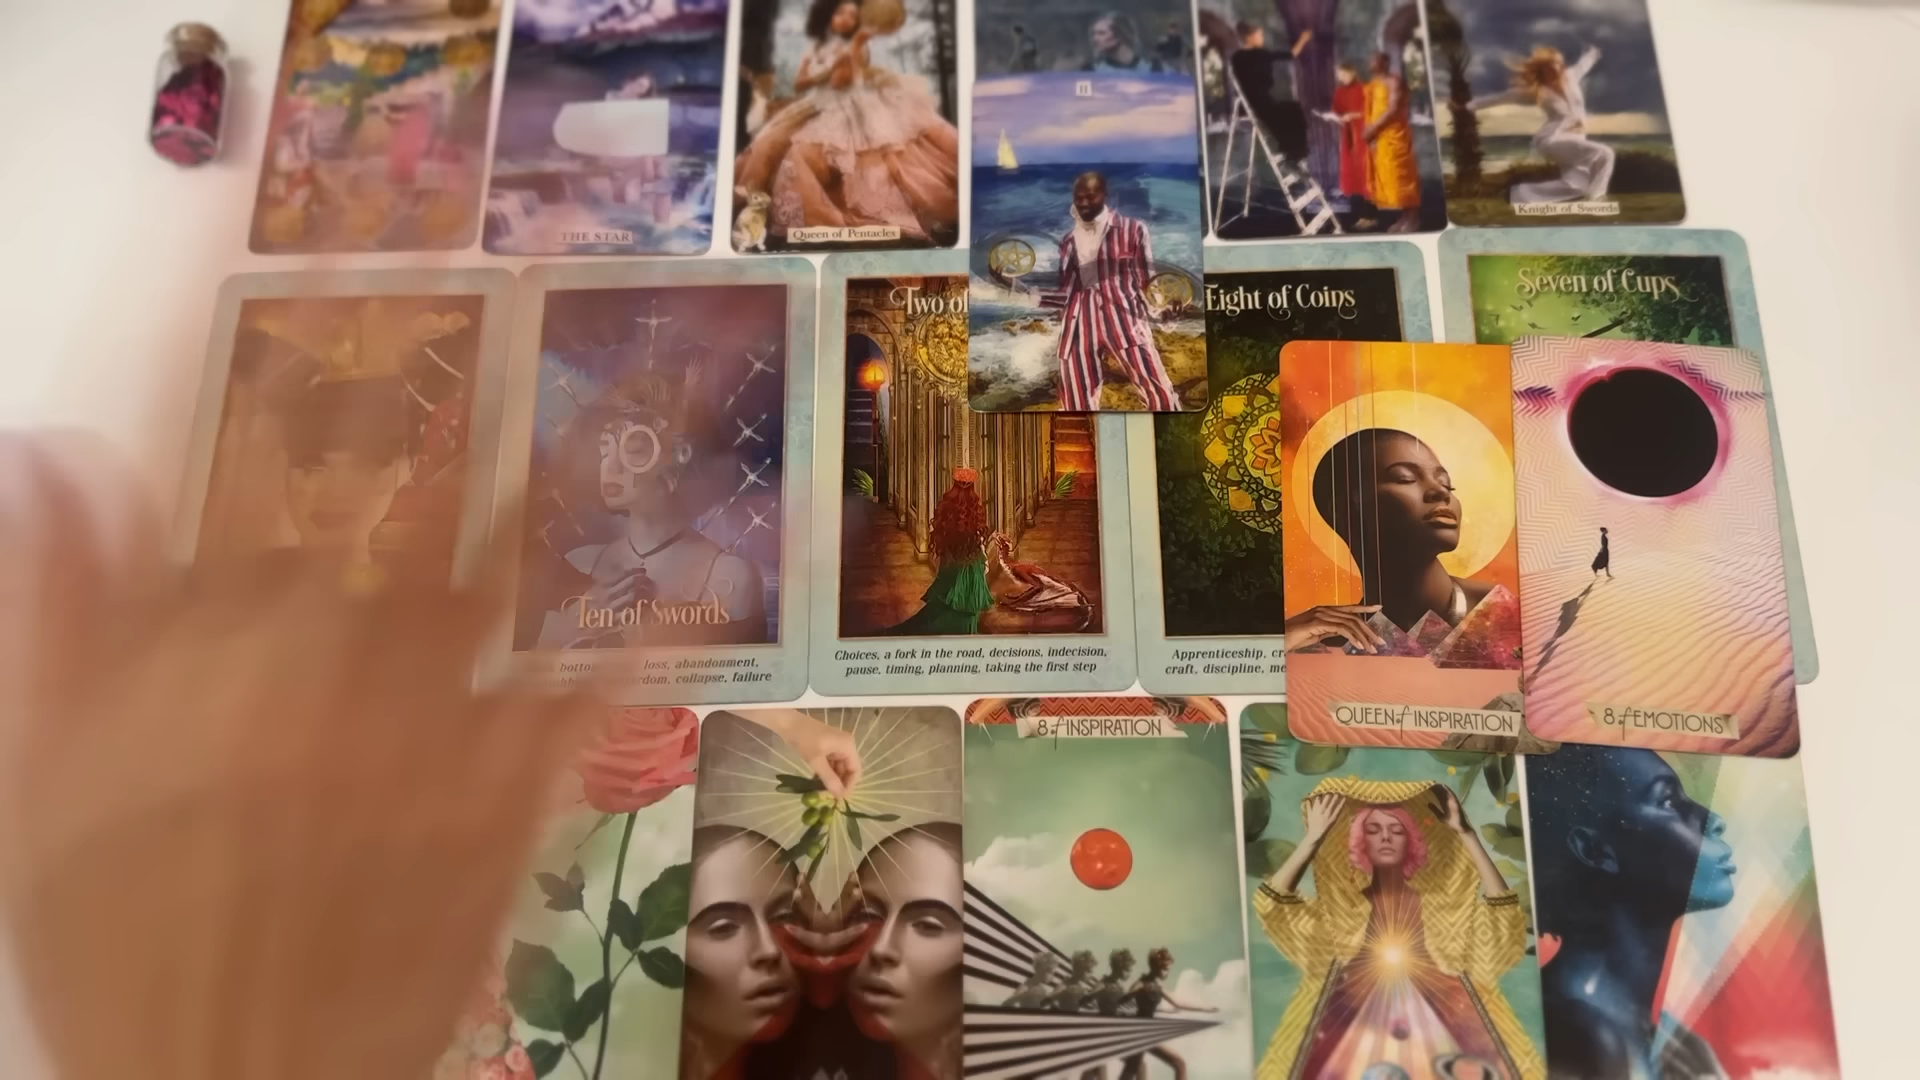 THE STAR
Queen of Pentacles
II
Knight of Swords
Two of
Eight of Coins
Seven of Cups
Ten of Swords
loss, abandonment,
collapse, failure
Choices, a fork in the road, decisions, indecision,
pause, timing, planning, taking the first step
Apprenticeship,
craft, discipline,
QUEEN of INSPIRATION
8 of EMOTIONS
8 of INSPIRATION